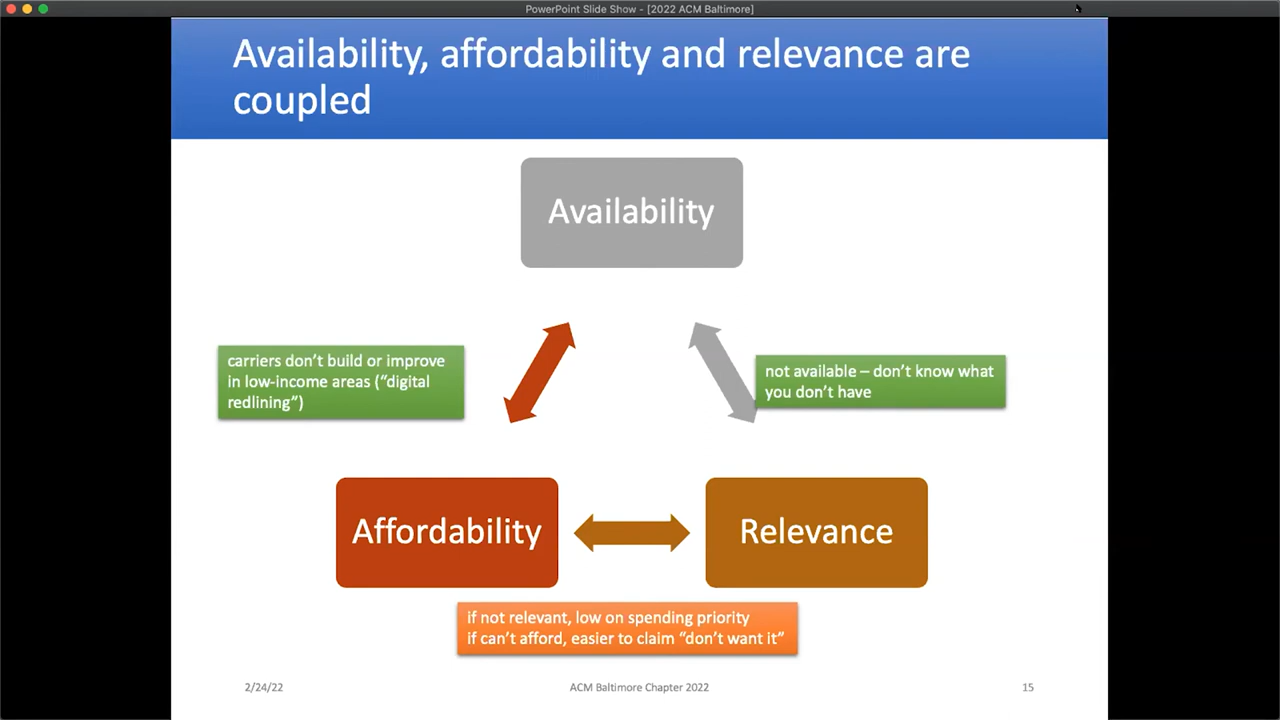 PowerPoint Slide Show - [2022 ACM Baltimore]
Availability, affordability and relevance are
coupled
Availability
carriers don’t build or improve
in low-income areas (“digital
redlining”)
not available – don’t know what
you don’t have
Affordability
Relevance
if not relevant, low on spending priority
if can’t afford, easier to claim “don’t want it”
2/24/22
ACM Baltimore Chapter 2022
15